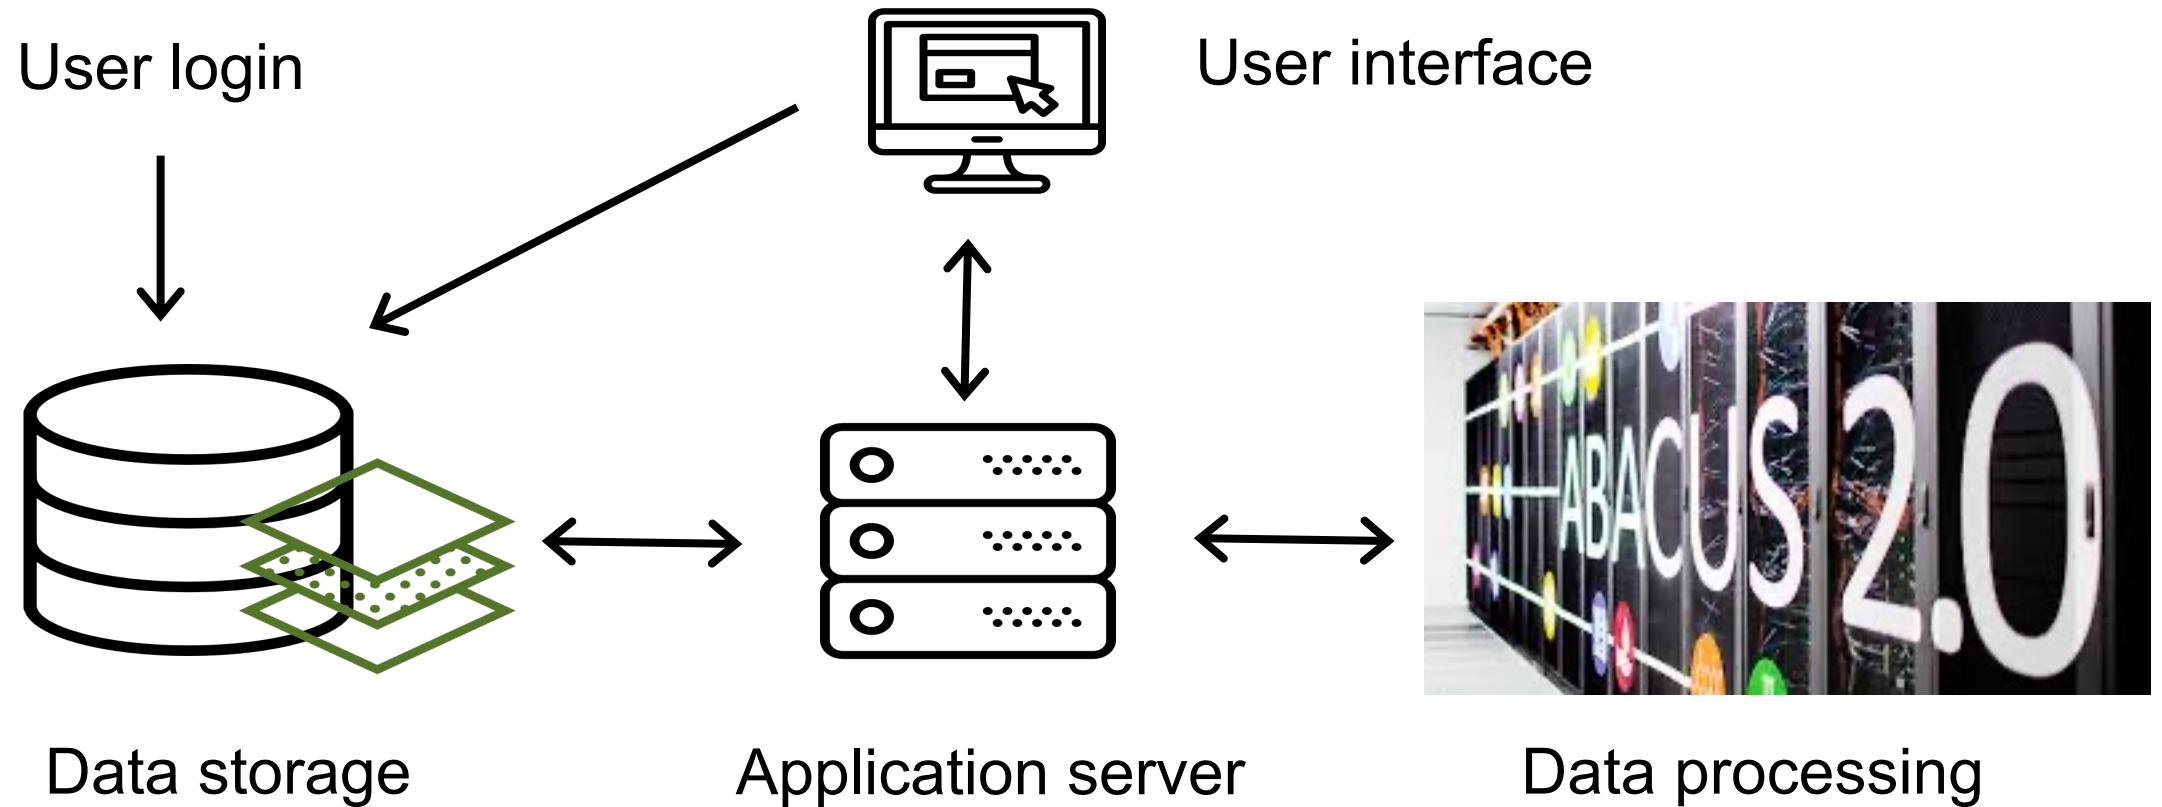 User login
User interface
ABACUS 2.0
Data storage
Application server
Data processing